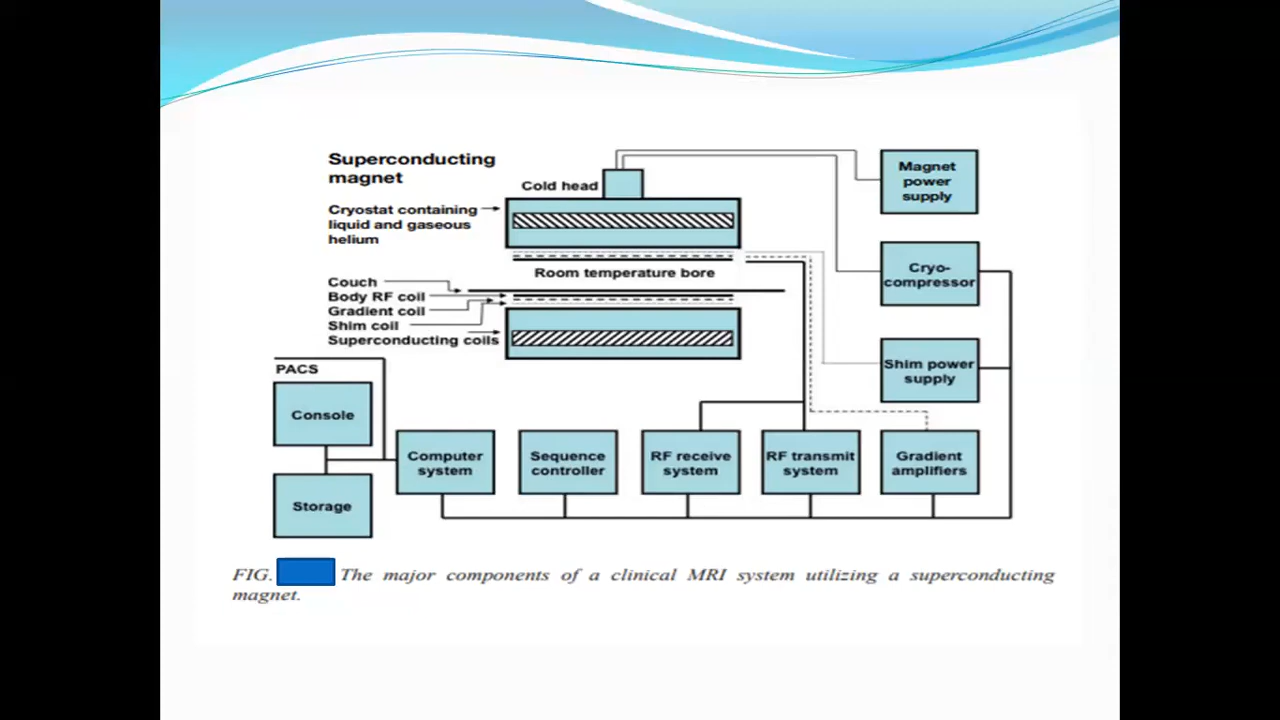 Superconducting
magnet
Cold head
Cryostat containing
liquid and gaseous
helium
Room temperature bore
Couch
Body RF coil
Gradient coil
Shim coil
Superconducting coils
Magnet
power
supply
Cryo-
compressor
Shim power
supply
PACS
Console
Storage
Computer
system
Sequence
controller
RF receive
system
RF transmit
system
Gradient
amplifiers
FIG. The major components of a clinical MRI system utilizing a superconducting
magnet.